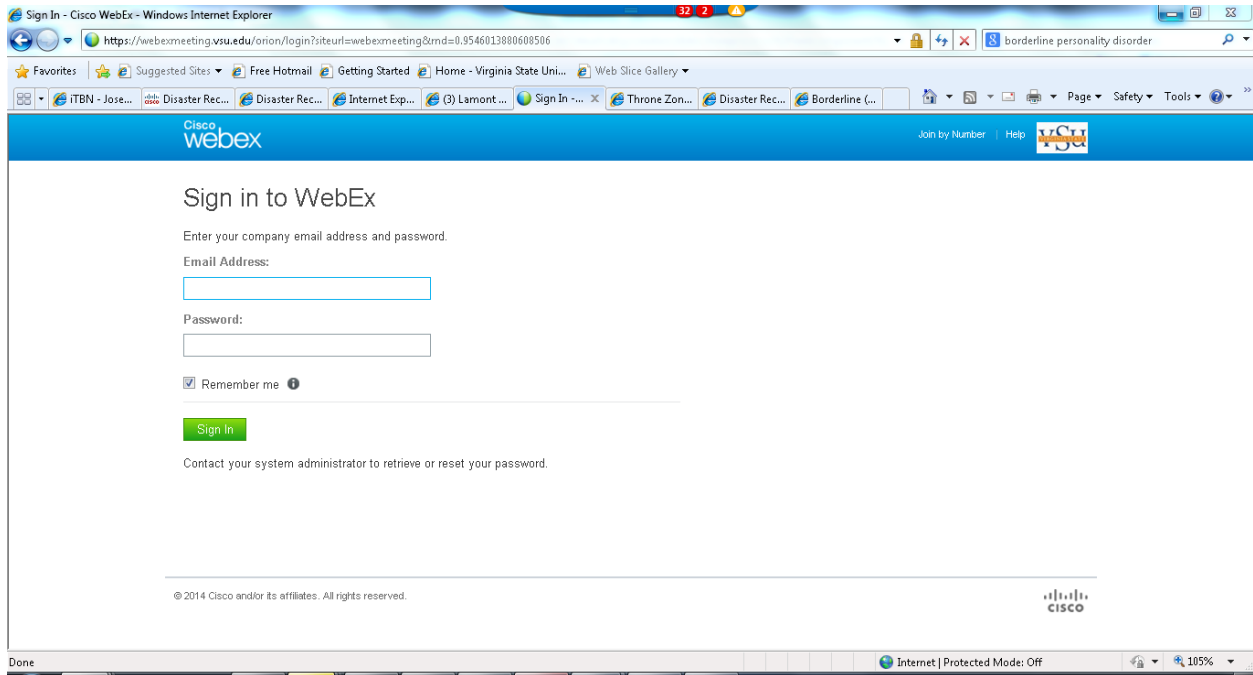 Sign In - Cisco WebEx - Windows Internet Explorer
32 2
https://webexmeeting.vsu.edu/orion/login?siteurl=webexmeeting&rnd=0.9546013880608506
borderline personality disorder
Favorites Suggested Sites Free Hotmail Getting Started Home - Virginia State Uni... Web Slice Gallery
iTBN - Jose... Disaster Rec... Disaster Rec... Internet Exp... (3) Lamont ... Sign In -... X Throne Zon... Disaster Rec... Borderline (... Page Safety Tools »
Cisco
webex
Join by Number | Help VSU
Sign in to WebEx
Enter your company email address and password.
Email Address:
Password:
Remember me
Sign In
Contact your system administrator to retrieve or reset your password.
© 2014 Cisco and/or its affiliates. All rights reserved.
CISCO
Done Internet | Protected Mode: Off 105%